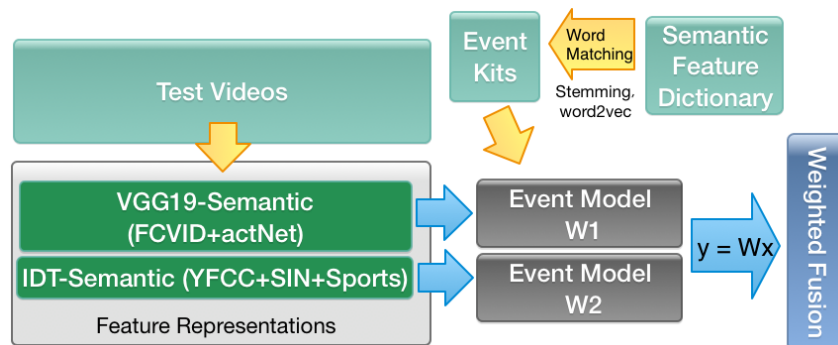 Test Videos
Event
Kits
Word
Matching
Stemming,
word2vec
Semantic
Feature
Dictionary
VGG19-Semantic
(FCVID+actNet)
IDT-Semantic (YFCC+SIN+Sports)
Feature Representations
Event Model
W1
Event Model
W2
y = Wx
Weighted Fusion